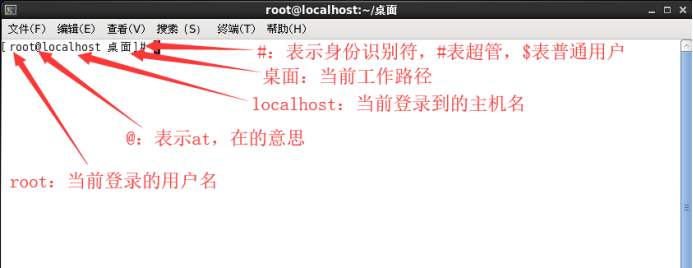 root@localhost:~/桌面
文件(F) 编辑(E) 查看(V) 搜索 (S) 终端(T) 帮助(H)
[root@localhost 桌面]#
#：表示身份识别符，#表超管，$表普通用户
桌面：当前工作路径
localhost：当前登录到的主机名
@：表示at，在的意思
root：当前登录的用户名